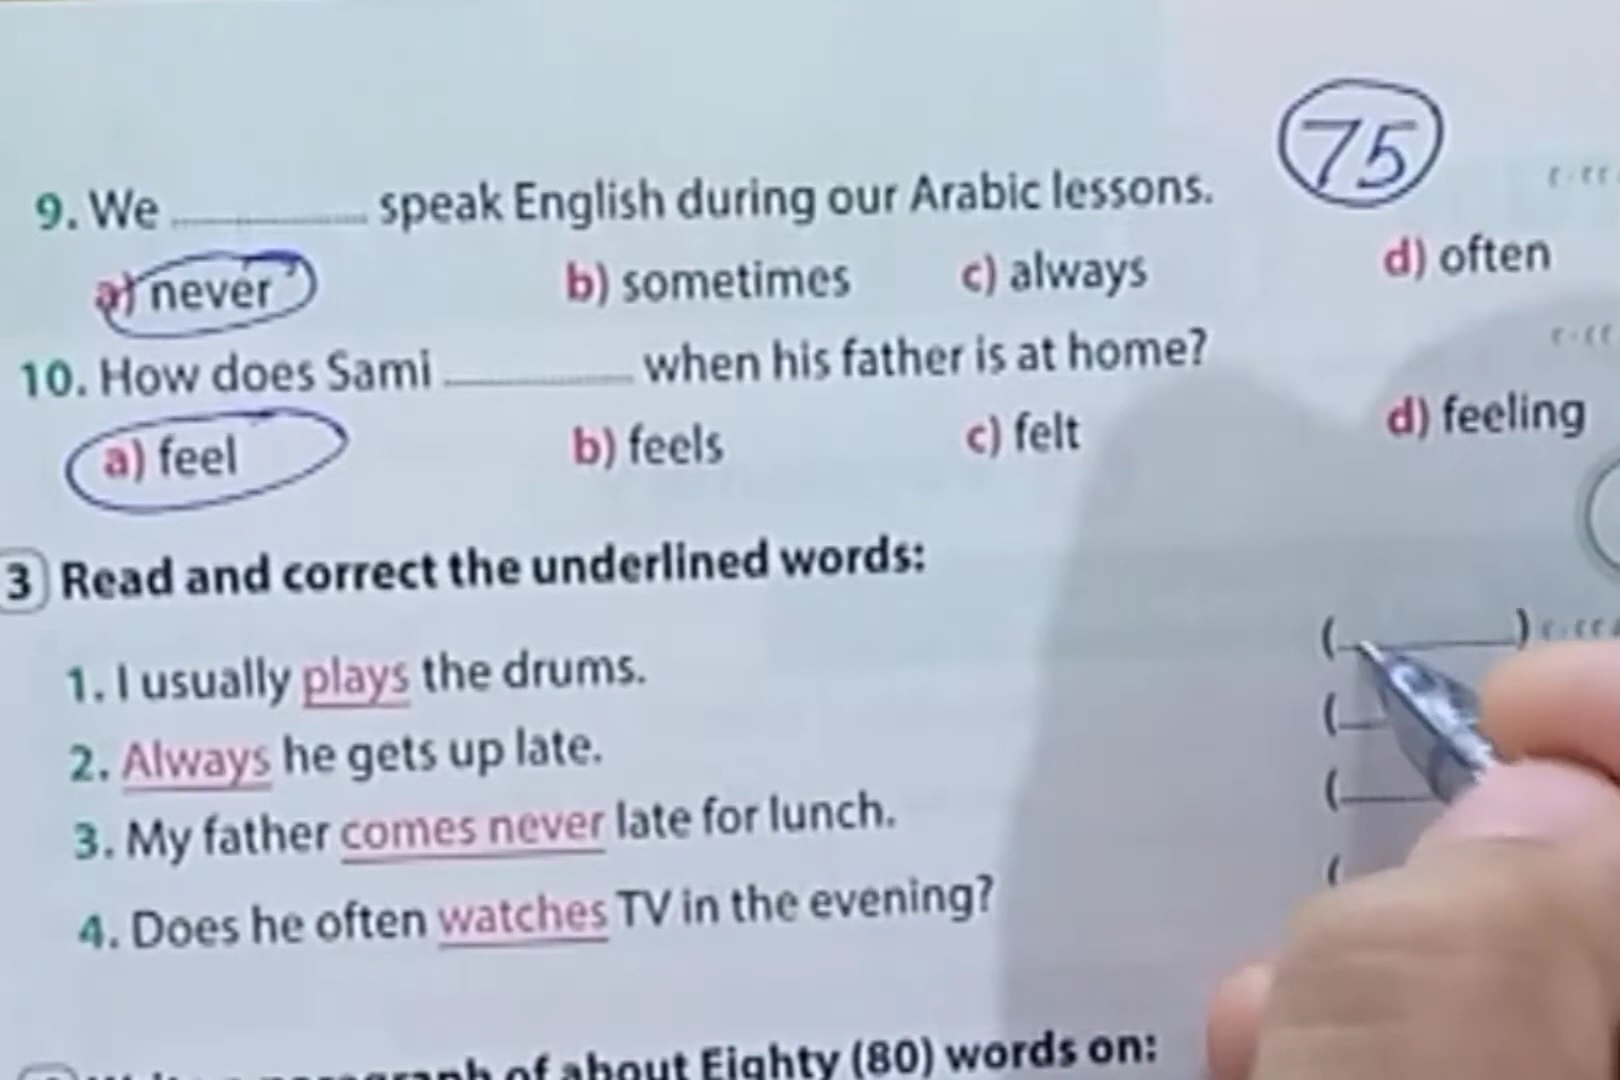 75
9. We ............ speak English during our Arabic lessons.
a) never b) sometimes c) always d) often
10. How does Sami ............ when his father is at home?
a) feel b) feels c) felt d) feeling
3 Read and correct the underlined words:
1. I usually plays the drums. (______)
2. Always he gets up late. (
3. My father comes never late for lunch. (
4. Does he often watches TV in the evening? (
of about Eighty (80) words on: